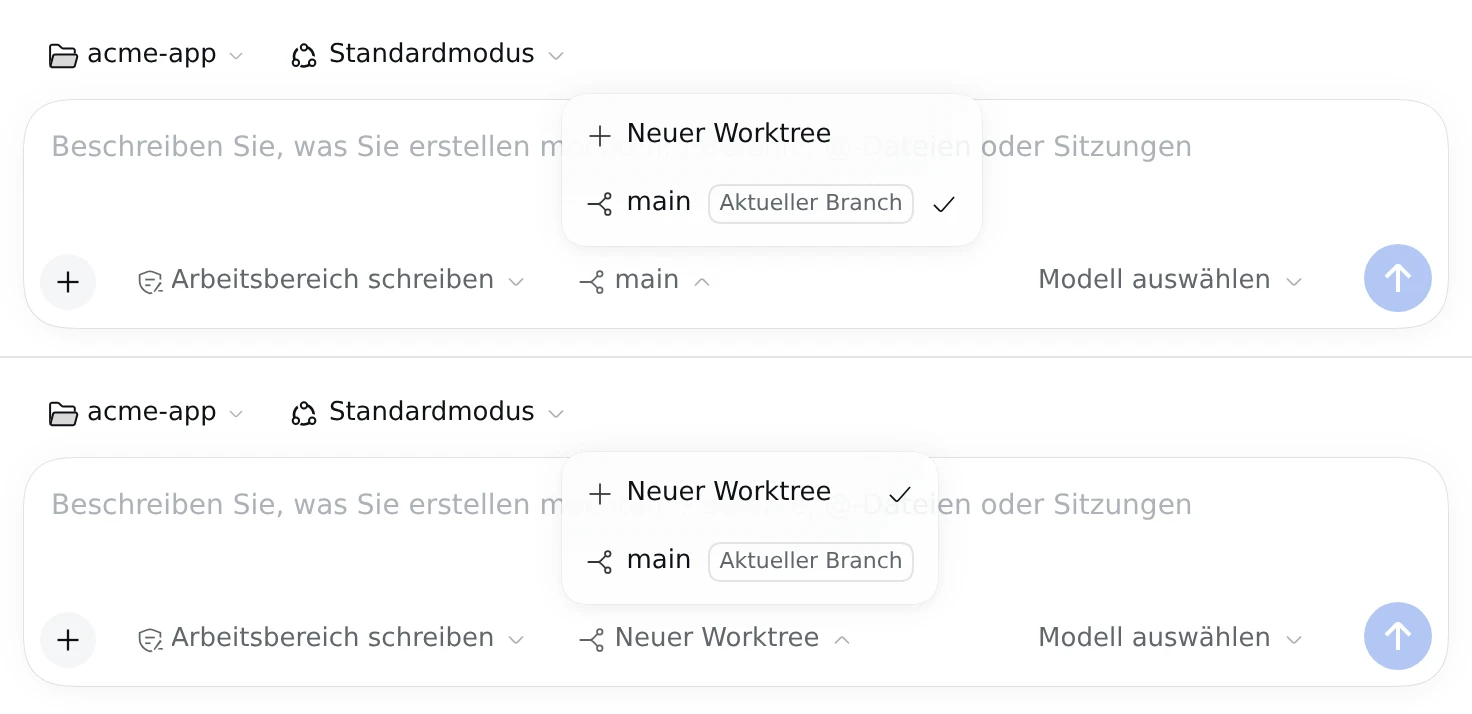 acme-app Standardmodus
Neuer Worktree
Beschreiben Sie, was Sie erstellen oder Sitzungen
main Aktueller Branch
Arbeitsbereich schreiben main Modell auswählen
acme-app Standardmodus
Neuer Worktree
Beschreiben Sie, was Sie erstellen @-Dateien oder Sitzungen
main Aktueller Branch
Arbeitsbereich schreiben Neuer Worktree Modell auswählen